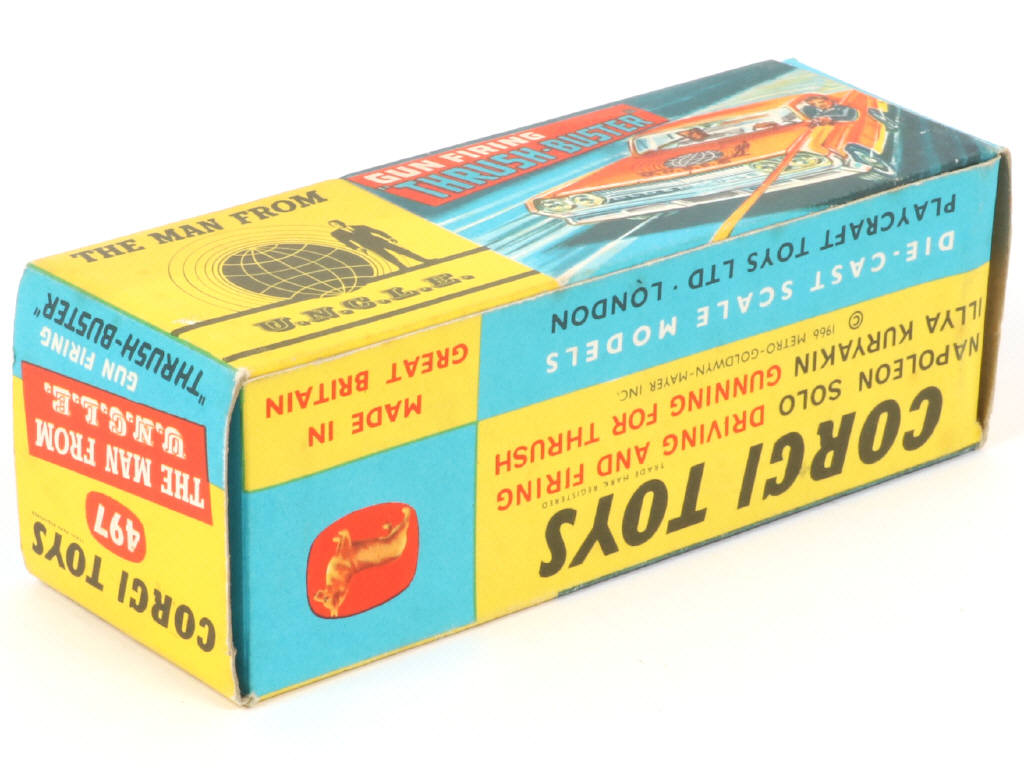 THE MAN FROM
U.N.C.L.E.
GUN FIRING
"THRUSH-BUSTER"
GUN FIRING
"THRUSH-BUSTER"
THE MAN FROM
U.N.C.L.E.
497
CORGI TOYS
MADE IN
GREAT BRITAIN
CORGI TOYS
TRADE MARK REGISTERED
NAPOLEON SOLO DRIVING AND FIRING
ILLYA KURYAKIN GUNNING FOR THRUSH
© 1966 METRO-GOLDWYN-MAYER INC.
DIE-CAST SCALE MODELS
PLAYCRAFT TOYS LTD · LONDON